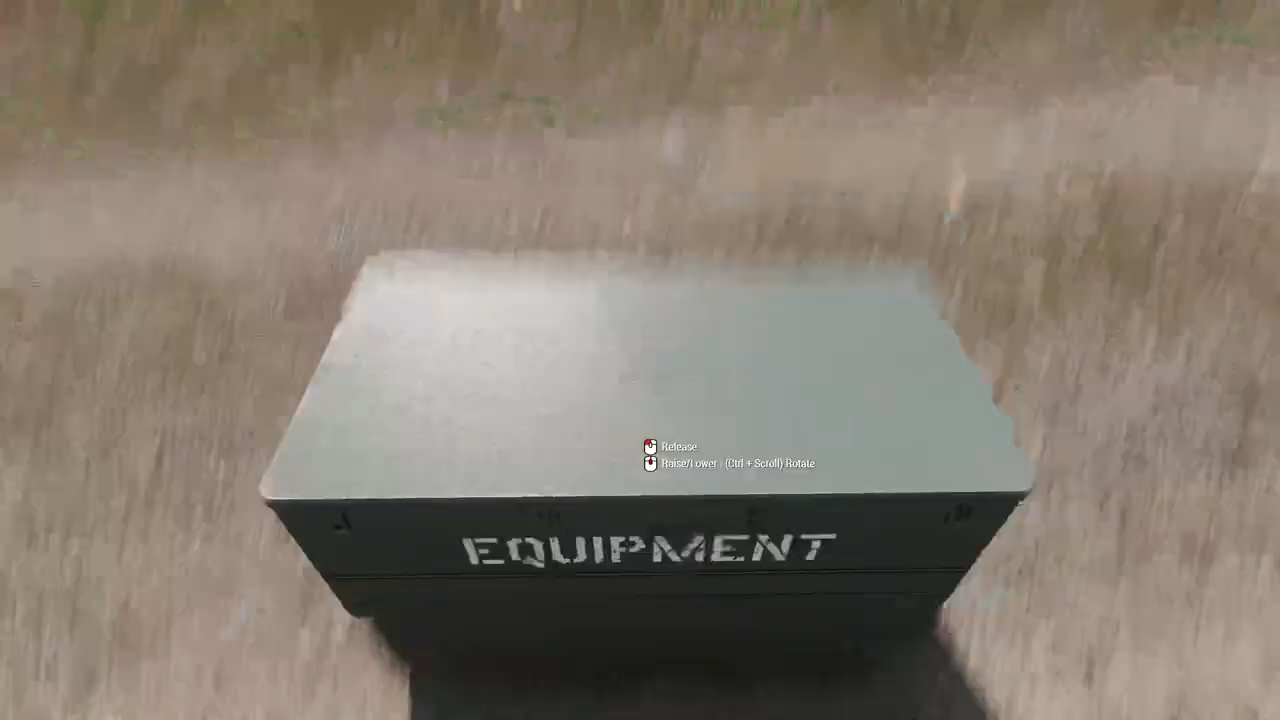 Release
Raise/Lower | (Ctrl + Scroll) Rotate
EQUIPMENT